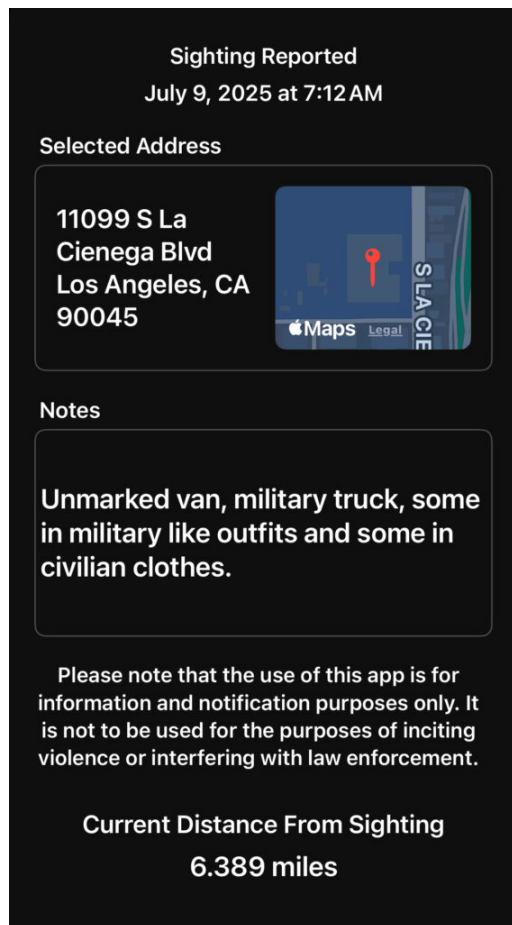 Sighting Reported
July 9, 2025 at 7:12 AM
Selected Address
11099 S La
Cienega Blvd
Los Angeles, CA
90045
S LA CIE
Maps Legal
Notes
Unmarked van, military truck, some
in military like outfits and some in
civilian clothes.
Please note that the use of this app is for
information and notification purposes only. It
is not to be used for the purposes of inciting
violence or interfering with law enforcement.
Current Distance From Sighting
6.389 miles